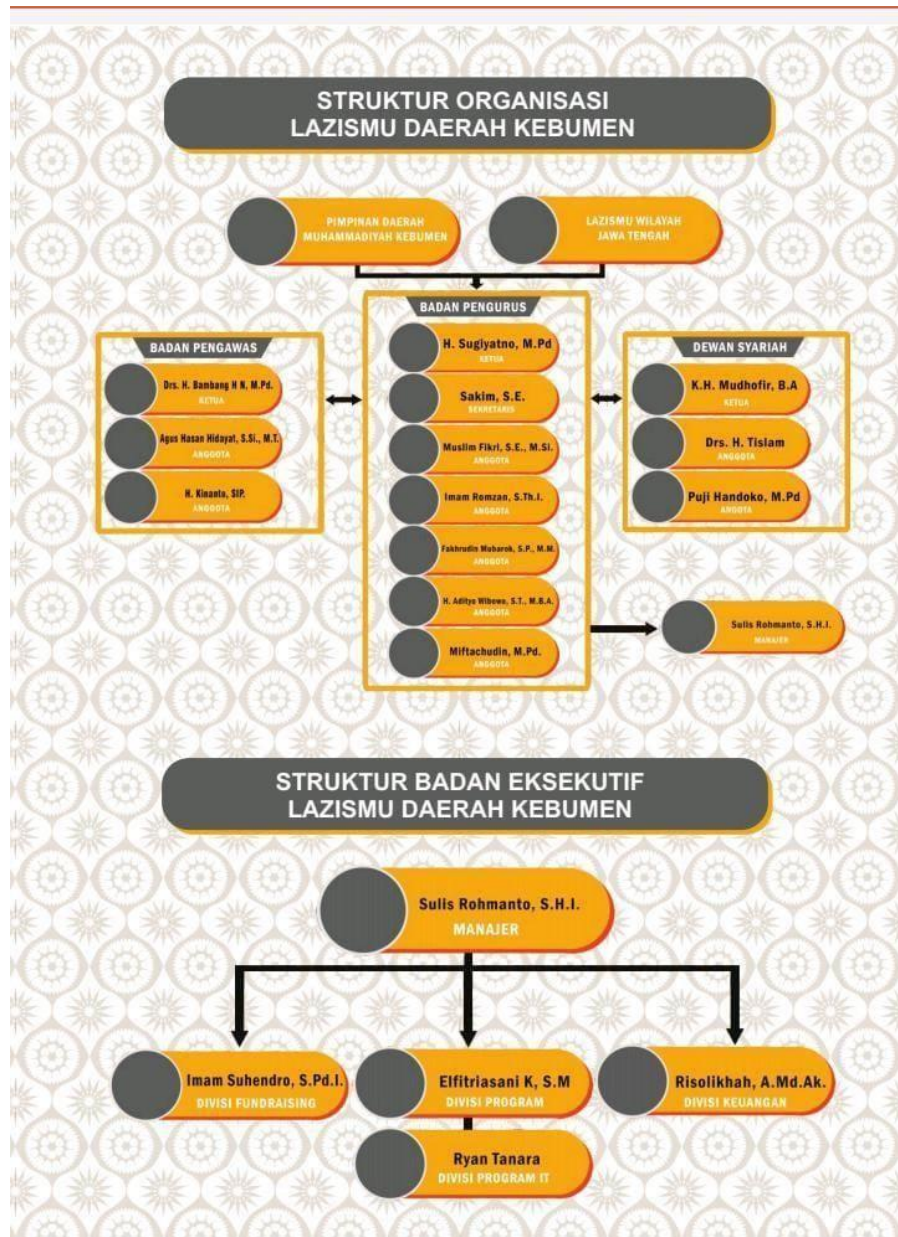 STRUKTUR ORGANISASI
LAZISMU DAERAH KEBUMEN
PIMPINAN DAERAH
MUHAMMADIYAH KEBUMEN
LAZISMU WILAYAH
JAWA TENGAH
BADAN PENGAWAS
Drs. H. Bambang H N, M.Pd.
KETUA
Agus Hasan Hidayat, S.Si., M.T.
ANGGOTA
H. Kinanto, SIP.
ANGGOTA
BADAN PENGURUS
H. Sugiyatno, M.Pd
KETUA
Sakim, S.E.
SEKRETARIS
Muslim Fikri, S.E., M.Si.
ANGGOTA
Imam Romzan, S.Th.I.
ANGGOTA
Fakhrudin Mubarok, S.P., M.M.
ANGGOTA
H. Aditya Wibowo, S.T., M.B.A.
ANGGOTA
Miftachudin, M.Pd.
ANGGOTA
DEWAN SYARIAH
K.H. Mudhofir, B.A
KETUA
Drs. H. Tislam
ANGGOTA
Puji Handoko, M.Pd
ANGOTA
Sulis Rohmanto, S.H.I.
MANAJER
STRUKTUR BADAN EKSEKUTIF
LAZISMU DAERAH KEBUMEN
Sulis Rohmanto, S.H.I.
MANAJER
Imam Suhendro, S.Pd.I.
DIVISI FUNDRAISING
Elfitriasani K, S.M
DIVISI PROGRAM
Risolikhah, A.Md.Ak.
DIVISI KEUANGAN
Ryan Tanara
DIVISI PROGRAM IT